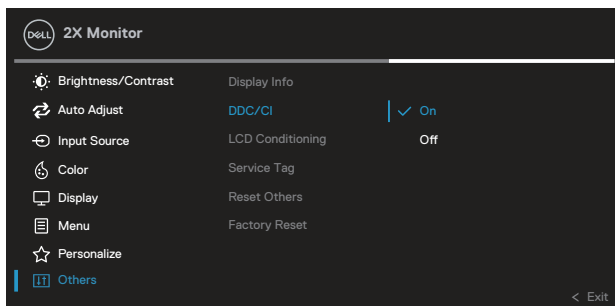 DELL 2X Monitor
Brightness/Contrast Display Info
Auto Adjust DDC/CI On
Input Source LCD Conditioning Off
Color Service Tag
Display Reset Others
Menu Factory Reset
Personalize
Others
< Exit